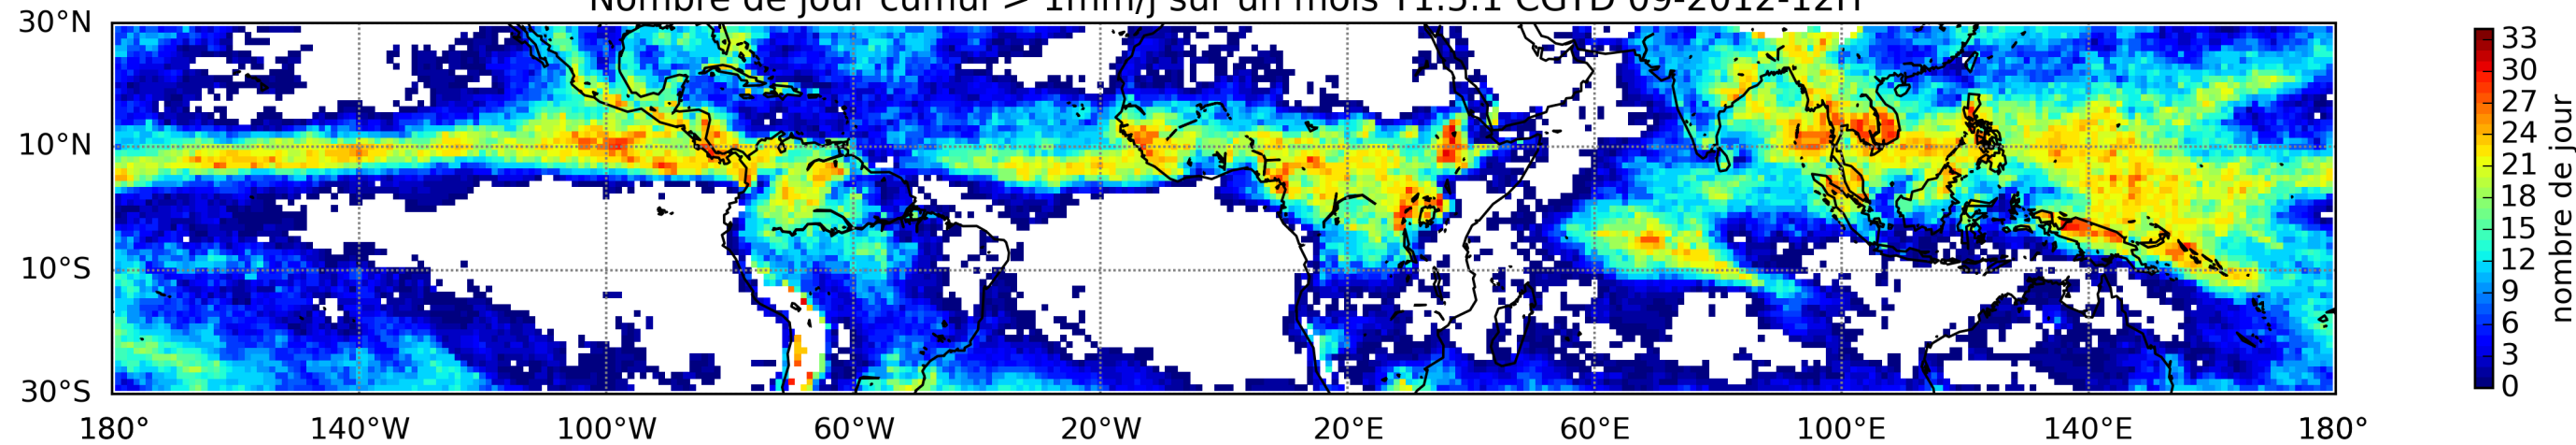 Nombre de jour cumul > 1mm/j sur un mois T1.5.1 CGTD 09-2012-12H
30°N
10°N
10°S
30°S
180° 140°W 100°W 60°W 20°W 20°E 60°E 100°E 140°E 180°
33
30
27
24
21
18
15
12
9
6
3
0
nombre de jour